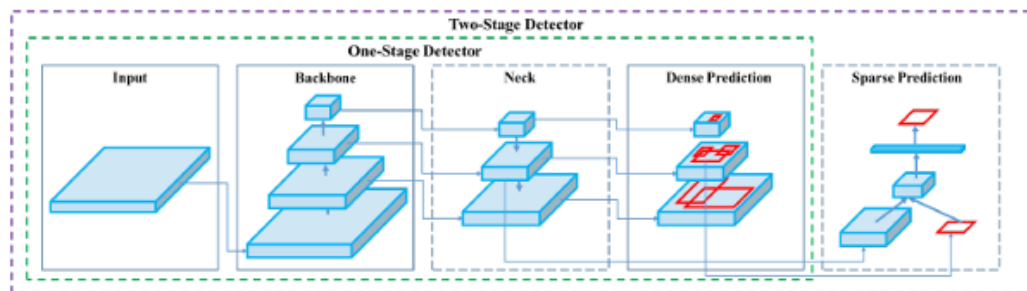 Two-Stage Detector
One-Stage Detector
Input
Backbone
Neck
Dense Prediction
Sparse Prediction